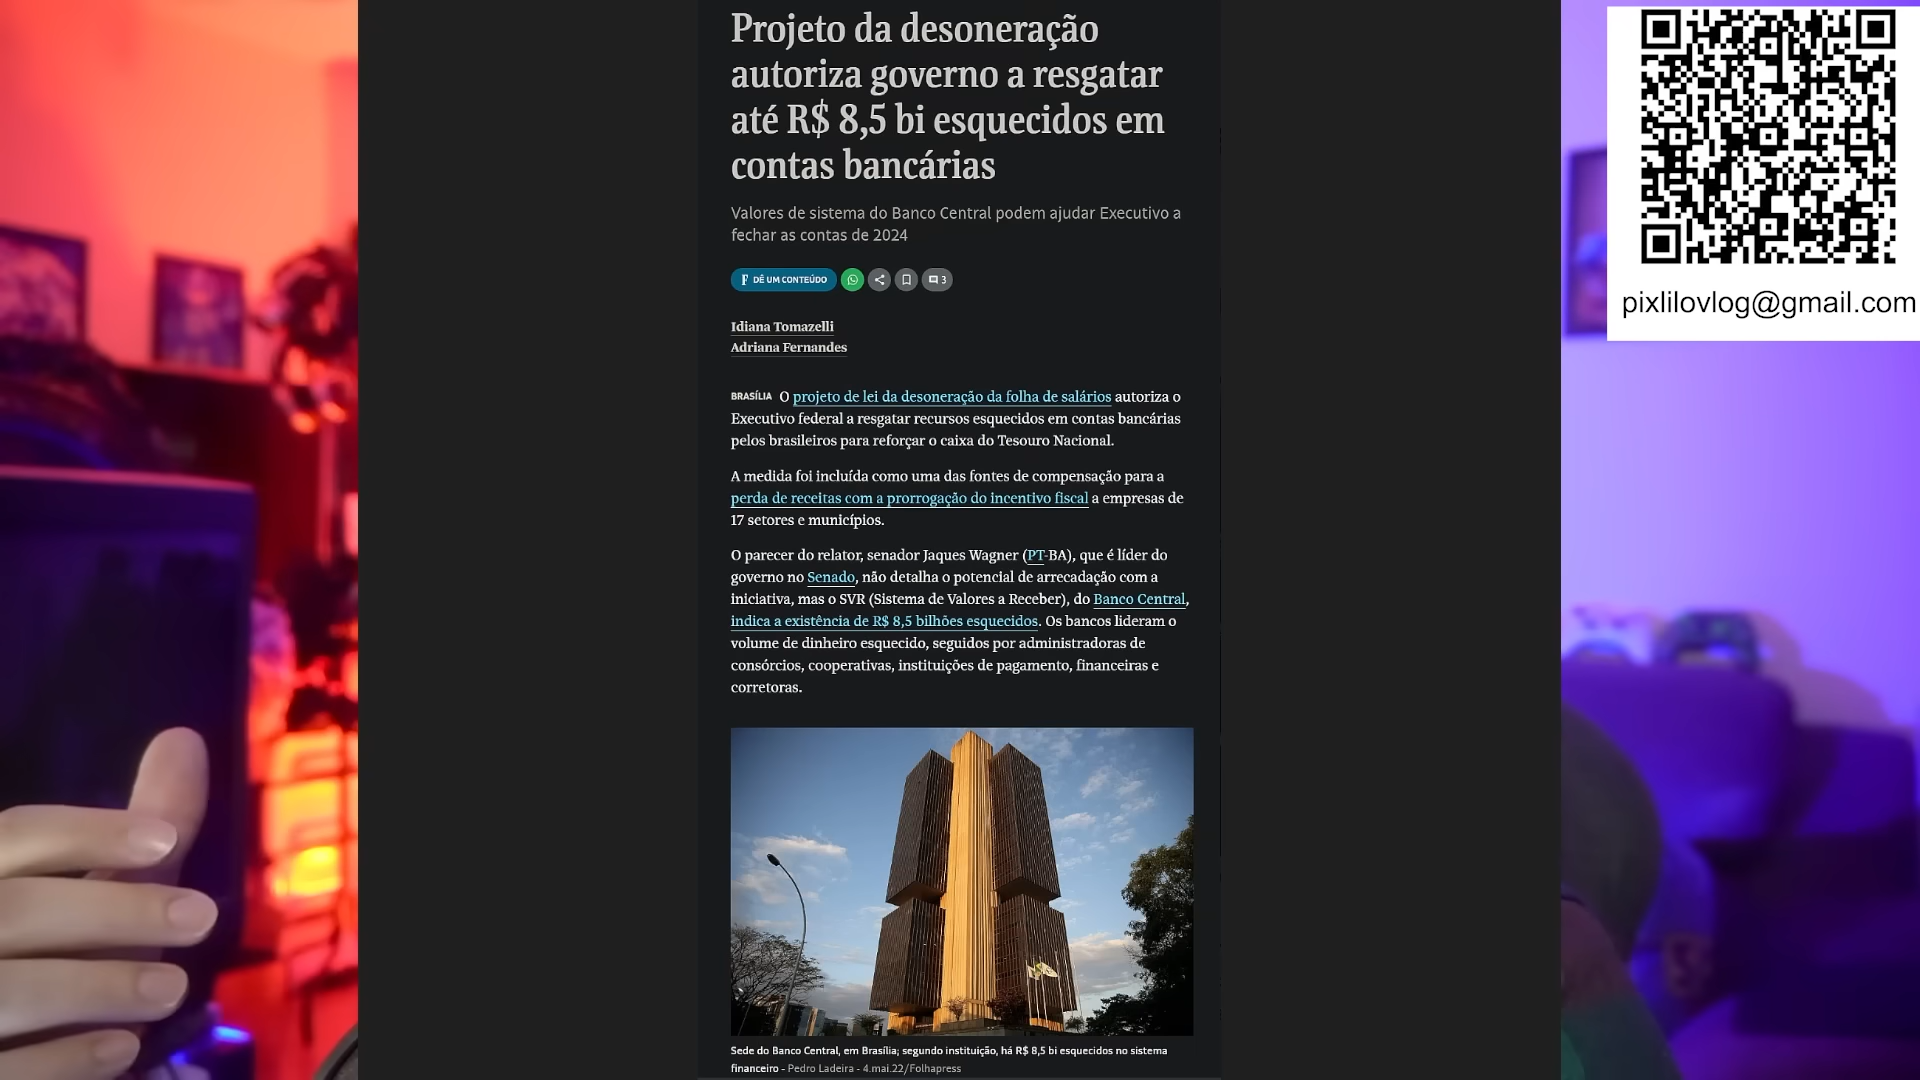 Projeto da desoneração
autoriza governo a resgatar
até R$ 8,5 bi esquecidos em
contas bancárias
Valores de sistema do Banco Central podem ajudar Executivo a
fechar as contas de 2024
F DÊ UM CONTEÚDO
3
Idiana Tomazelli
Adriana Fernandes
BRASÍLIA O projeto de lei da desoneração da folha de salários autoriza o
Executivo federal a resgatar recursos esquecidos em contas bancárias
pelos brasileiros para reforçar o caixa do Tesouro Nacional.
A medida foi incluída como uma das fontes de compensação para a
perda de receitas com a prorrogação do incentivo fiscal a empresas de
17 setores e municípios.
O parecer do relator, senador Jaques Wagner (PT-BA), que é líder do
governo no Senado, não detalha o potencial de arrecadação com a
iniciativa, mas o SVR (Sistema de Valores a Receber), do Banco Central,
indica a existência de R$ 8,5 bilhões esquecidos. Os bancos lideram o
volume de dinheiro esquecido, seguidos por administradoras de
consórcios, cooperativas, instituições de pagamento, financeiras e
corretoras.
Sede do Banco Central, em Brasília; segundo instituição, há R$ 8,5 bi esquecidos no sistema
financeiro - Pedro Ladeira - 4.mai.22/Folhapress
pixlilovlog@gmail.com